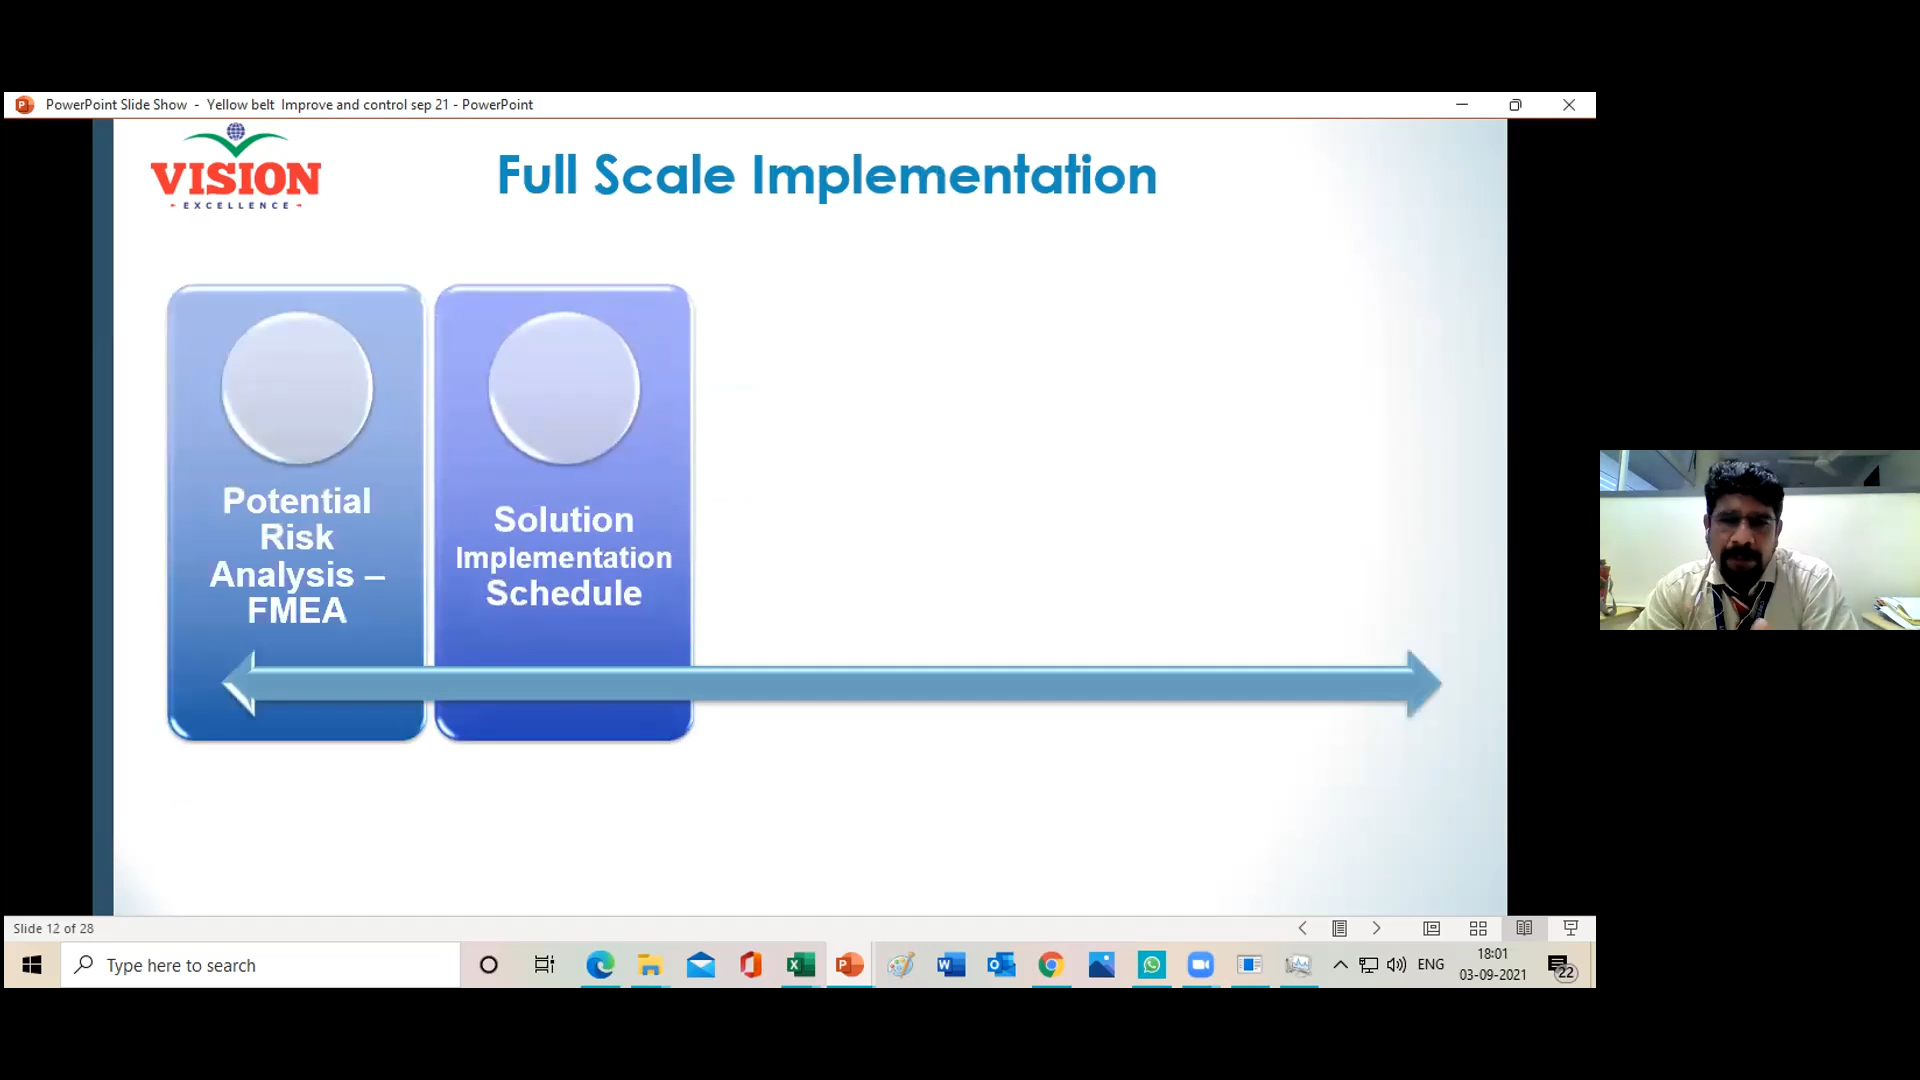 PowerPoint Slide Show - Yellow belt Improve and control sep 21 - PowerPoint
VISION
EXCELLENCE
Full Scale Implementation
Potential
Risk
Analysis –
FMEA
Solution
Implementation
Schedule
Slide 12 of 28
Type here to search
ENG
18:01
03-09-2021
22